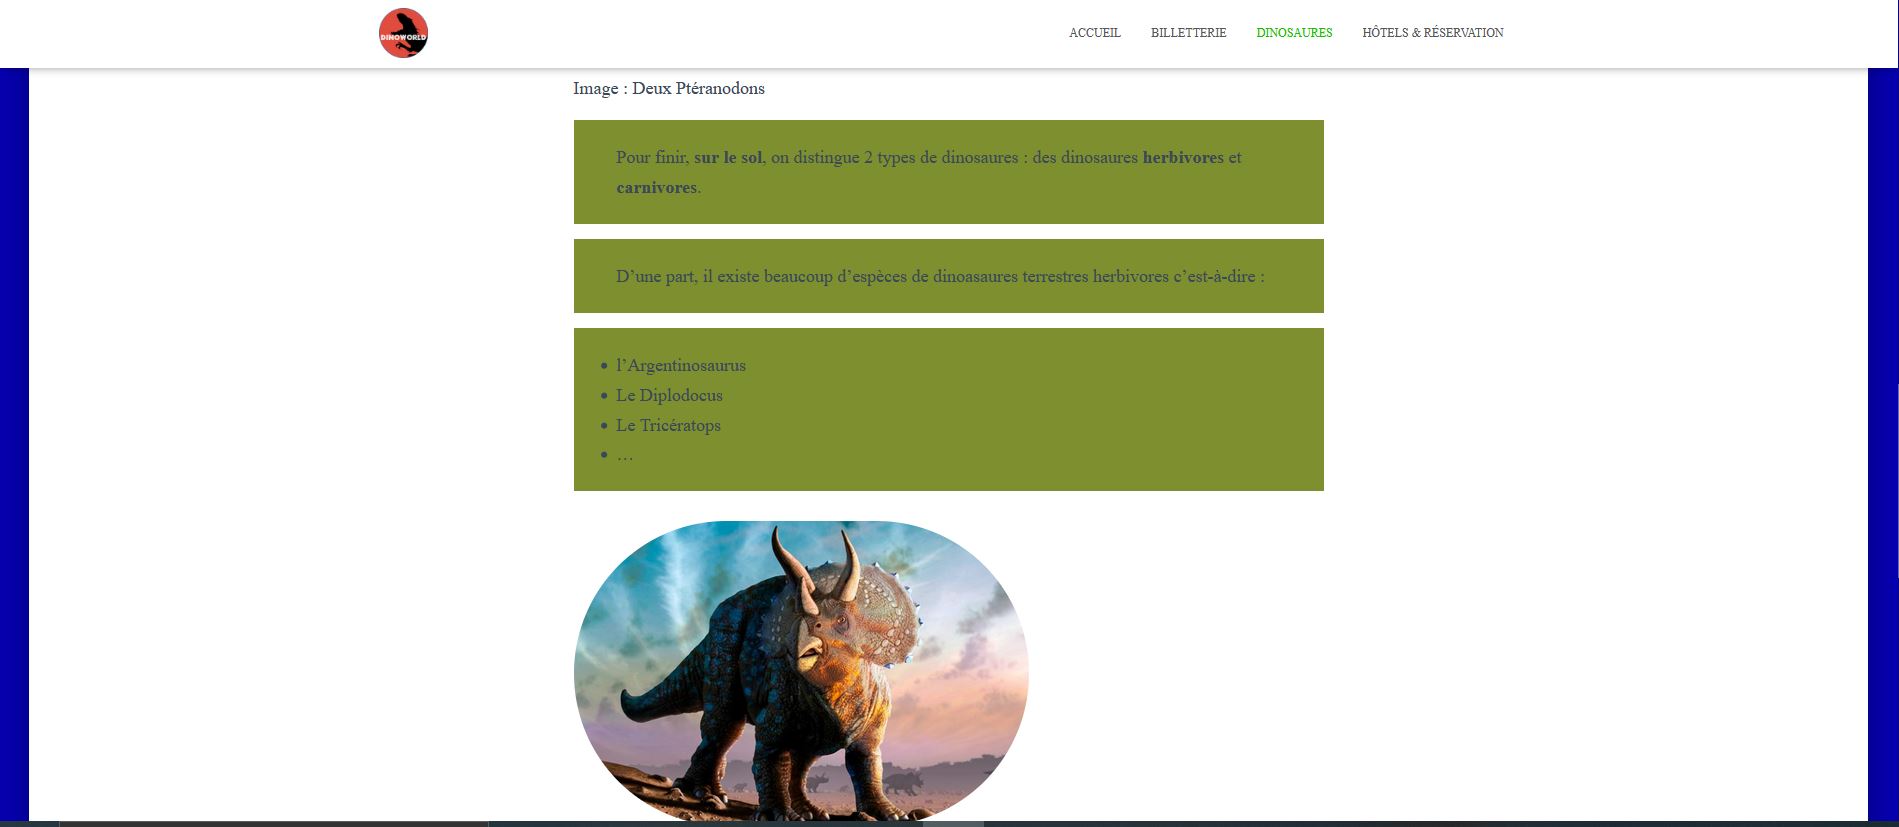 DINOWORLD
ACCUEIL BILLETTERIE DINOSAURES HÔTELS & RÉSERVATION
Image : Deux Ptéranodons
Pour finir, sur le sol, on distingue 2 types de dinosaures : des dinosaures herbivores et
carnivores.
D’une part, il existe beaucoup d’espèces de dinoasaures terrestres herbivores c’est-à-dire :
• l’Argentinosaurus
• Le Diplodocus
• Le Tricératops
• …